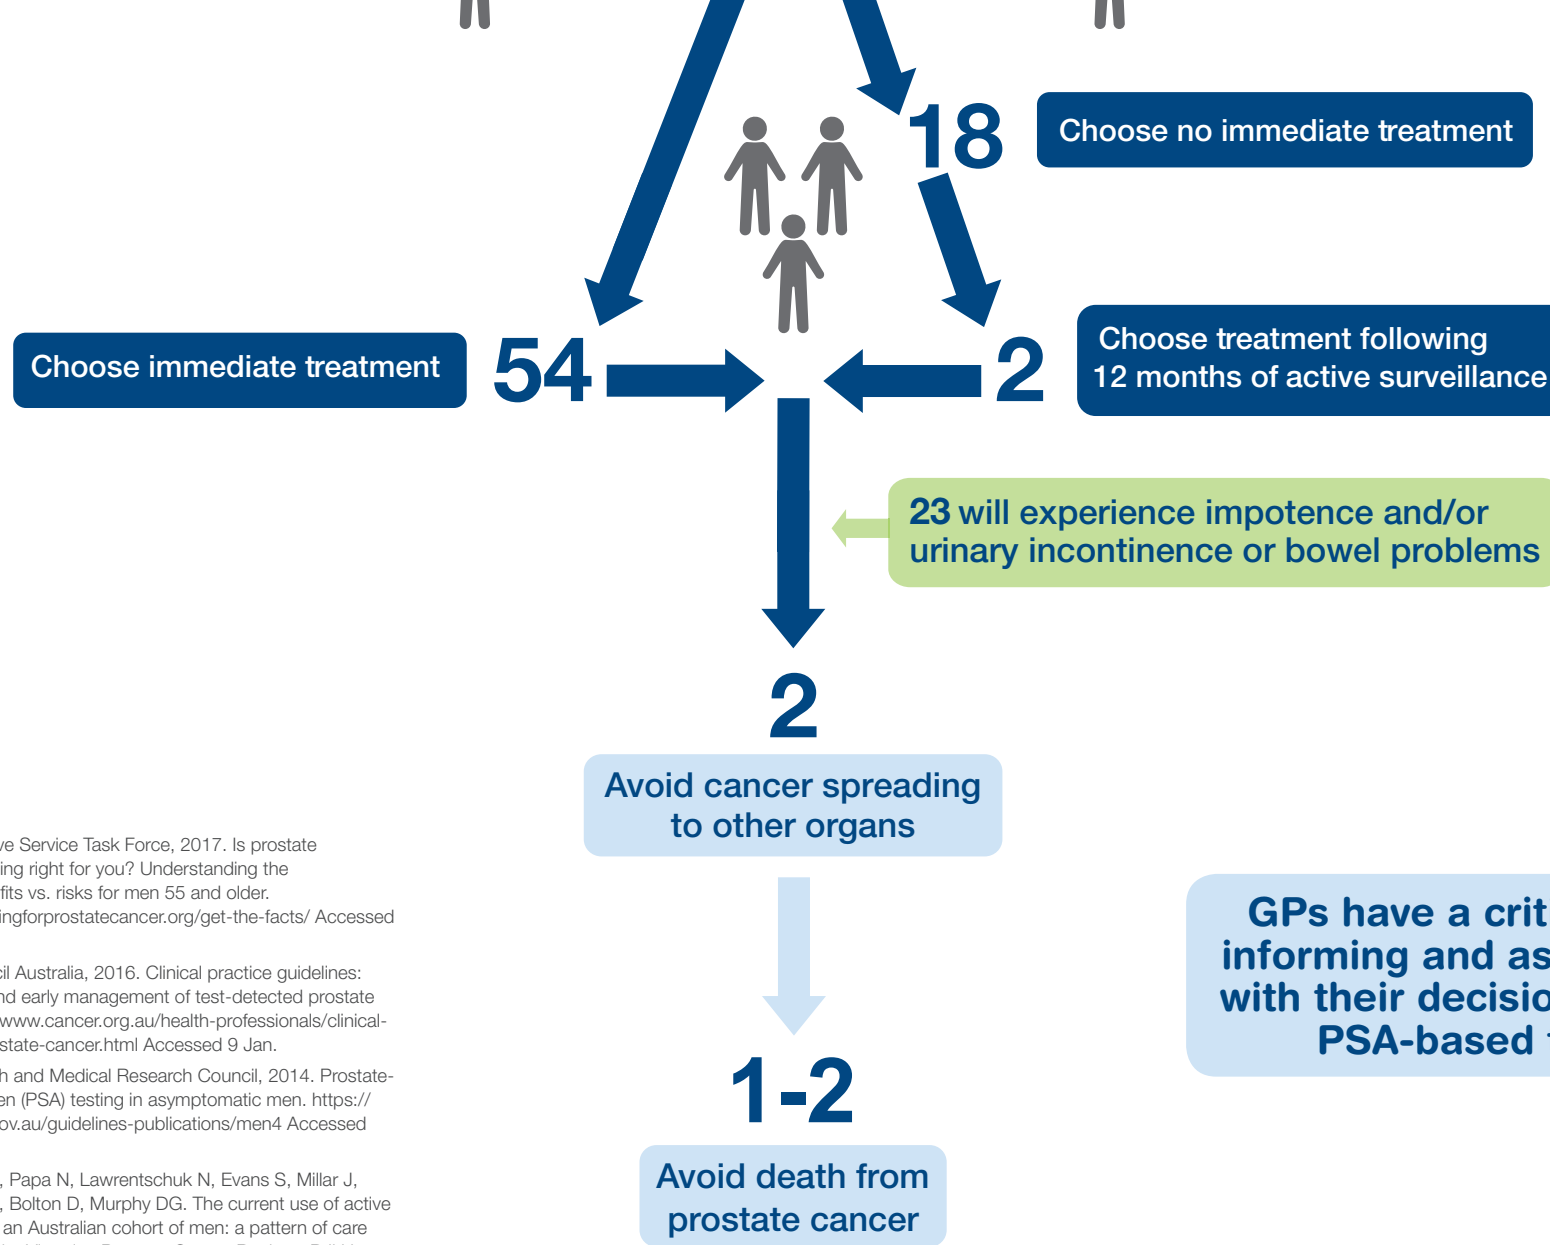 18
Choose no immediate treatment
Choose immediate treatment
54
2
Choose treatment following
12 months of active surveillance
23 will experience impotence and/or
urinary incontinence or bowel problems
2
Avoid cancer spreading
to other organs
1-2
Avoid death from
prostate cancer
ve Service Task Force, 2017. Is prostate
ing right for you? Understanding the
fits vs. risks for men 55 and older.
ingforprostatecancer.org/get-the-facts/ Accessed
cil Australia, 2016. Clinical practice guidelines:
nd early management of test-detected prostate
www.cancer.org.au/health-professionals/clinical-
state-cancer.html Accessed 9 Jan.
h and Medical Research Council, 2014. Prostate-
en (PSA) testing in asymptomatic men. https://
ov.au/guidelines-publications/men4 Accessed
, Papa N, Lawrentschuk N, Evans S, Millar J,
, Bolton D, Murphy DG. The current use of active
an Australian cohort of men: a pattern of care
GPs have a crit
informing and as
with their decisio
PSA-based